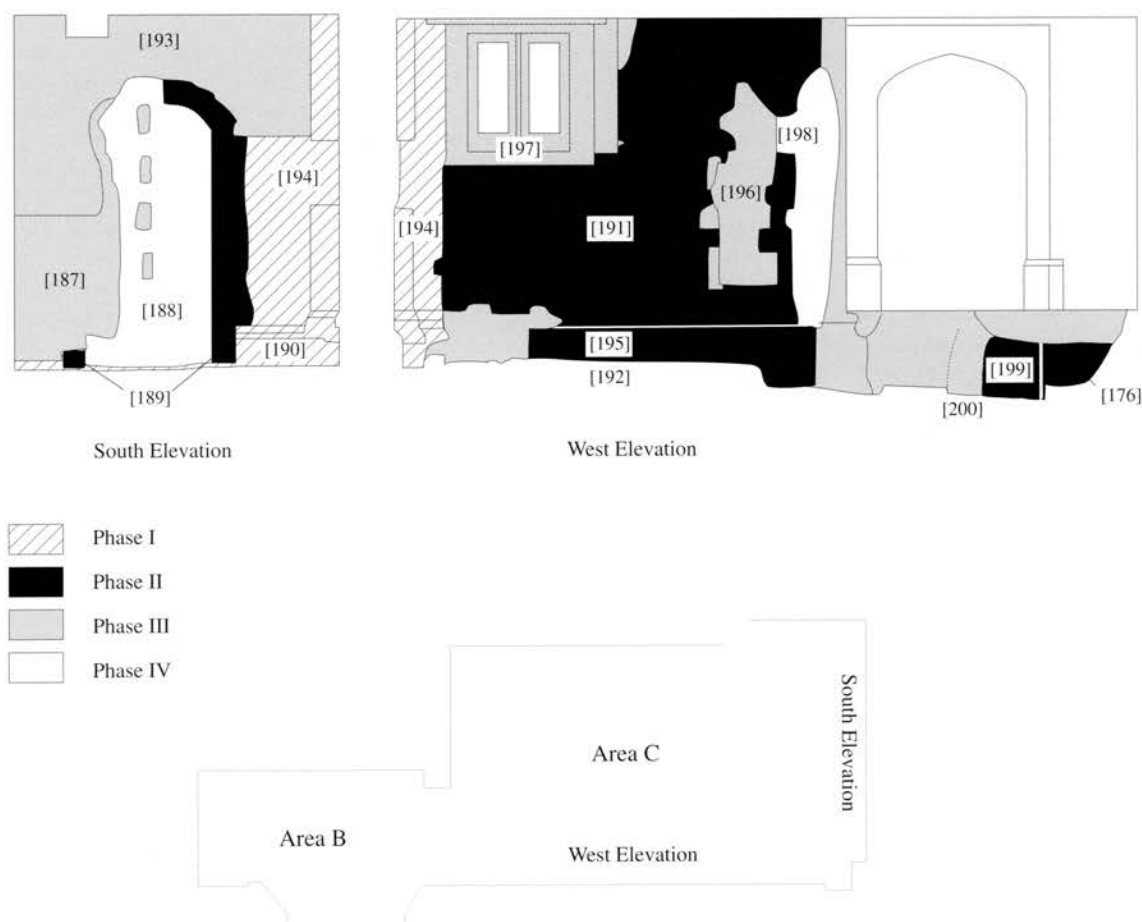 [193]
[194]
[187]
[188]
[190]
[189]
South Elevation
[197]
[198]
[196]
[194]
[191]
[195]
[192]
[199]
[176]
[200]
West Elevation
Phase I
Phase II
Phase III
Phase IV
South Elevation
Area C
Area B
West Elevation